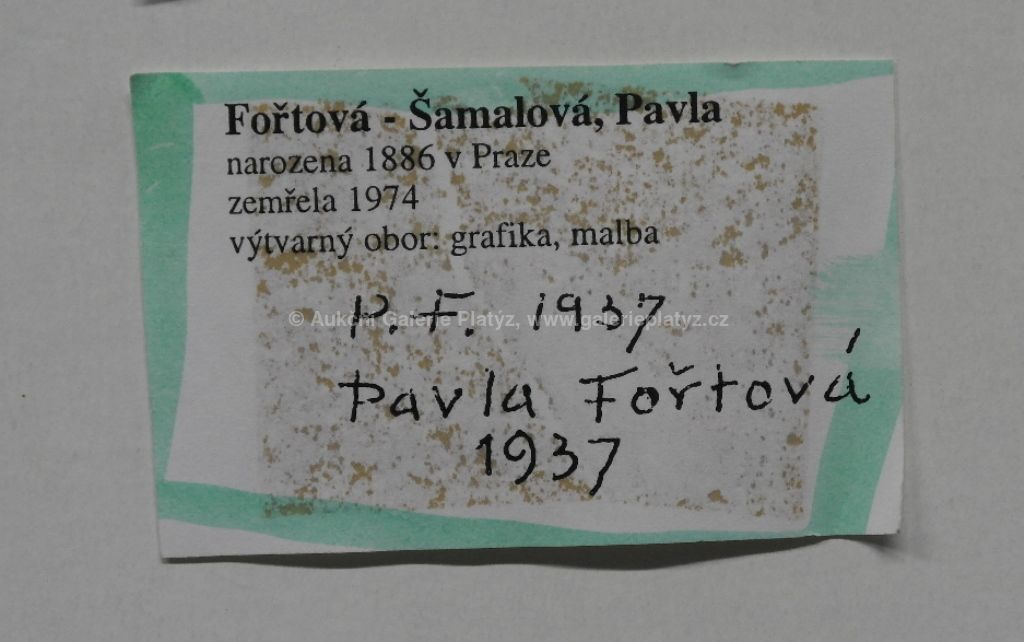 Fořtová - Šamalová, Pavla
narozena 1886 v Praze
zemřela 1974
výtvarný obor: grafika, malba
P.F. 1937
© Aukční Galerie Platýz, www.galerieplatyz.cz
Pavla Fořtová
1937